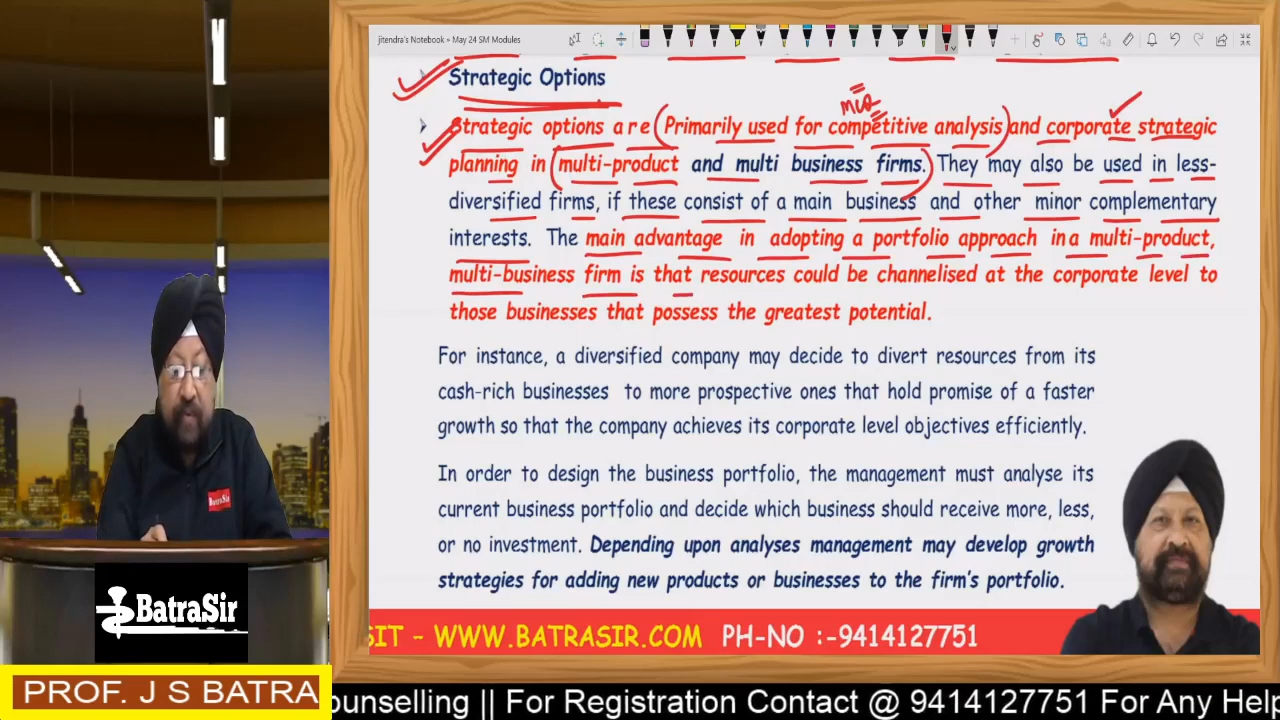 jitendra's Notebook » May 24 SM Modules
Strategic Options
MCQ
Strategic options are (Primarily used for competitive analysis) and corporate strategic
planning in (multi-product and multi business firms.) They may also be used in less-
diversified firms, if these consist of a main business and other minor complementary
interests. The main advantage in adopting a portfolio approach in a multi-product,
multi-business firm is that resources could be channelised at the corporate level to
those businesses that possess the greatest potential.
For instance, a diversified company may decide to divert resources from its
cash-rich businesses to more prospective ones that hold promise of a faster
growth so that the company achieves its corporate level objectives efficiently.
In order to design the business portfolio, the management must analyse its
current business portfolio and decide which business should receive more, less,
or no investment. Depending upon analyses management may develop growth
strategies for adding new products or businesses to the firm's portfolio.
BatraSir
BatraSir
SIT - WWW.BATRASIR.COM PH-NO :-9414127751
PROF. J S BATRA
ounselling || For Registration Contact @ 9414127751 For Any Help